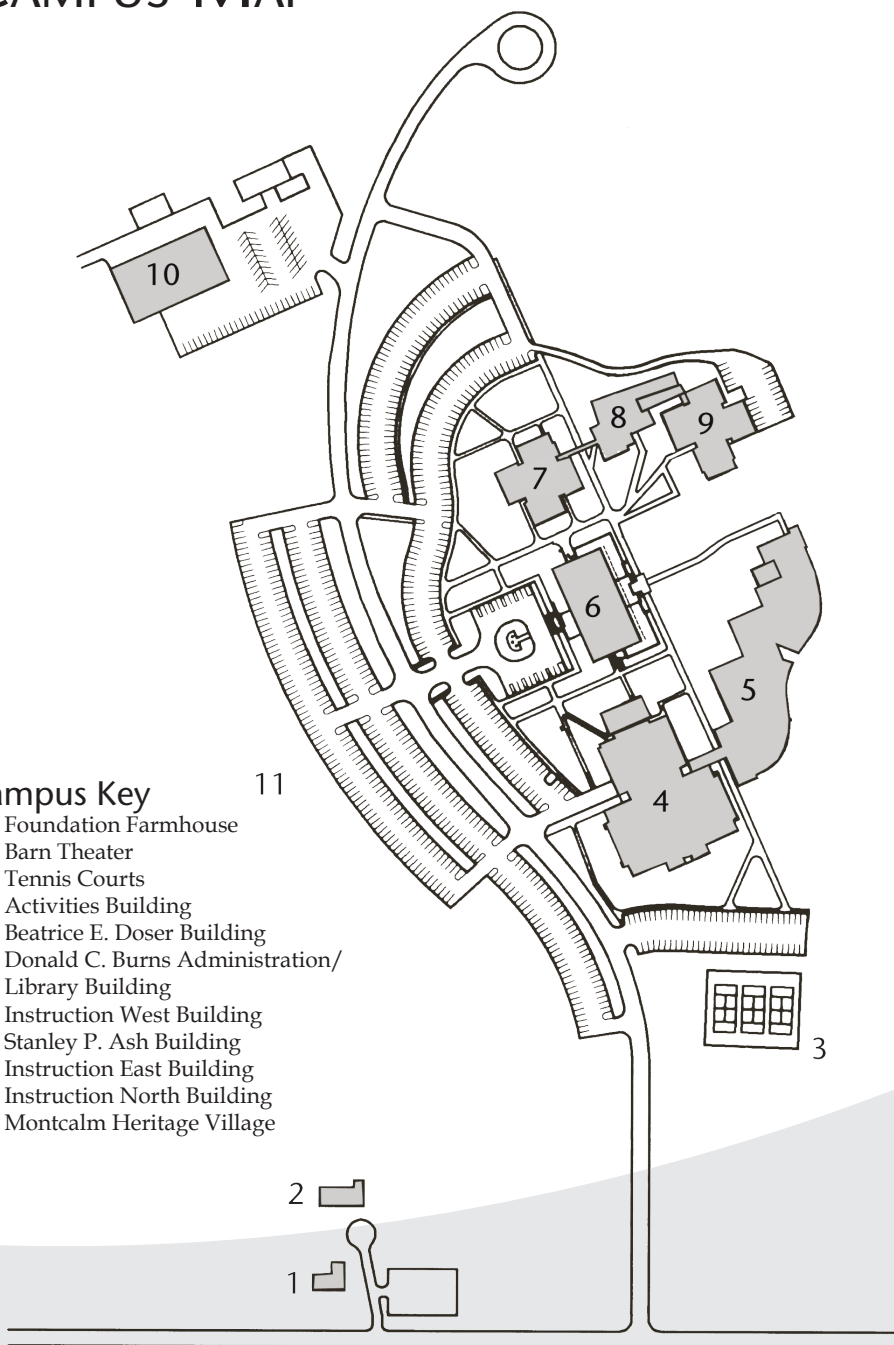 CAMPUS MAP
10
8
9
7
6
5
11
4
ampus Key
Foundation Farmhouse
Barn Theater
Tennis Courts
Activities Building
Beatrice E. Doser Building
Donald C. Burns Administration/
Library Building
Instruction West Building
Stanley P. Ash Building
Instruction East Building
Instruction North Building
Montcalm Heritage Village
3
2
1